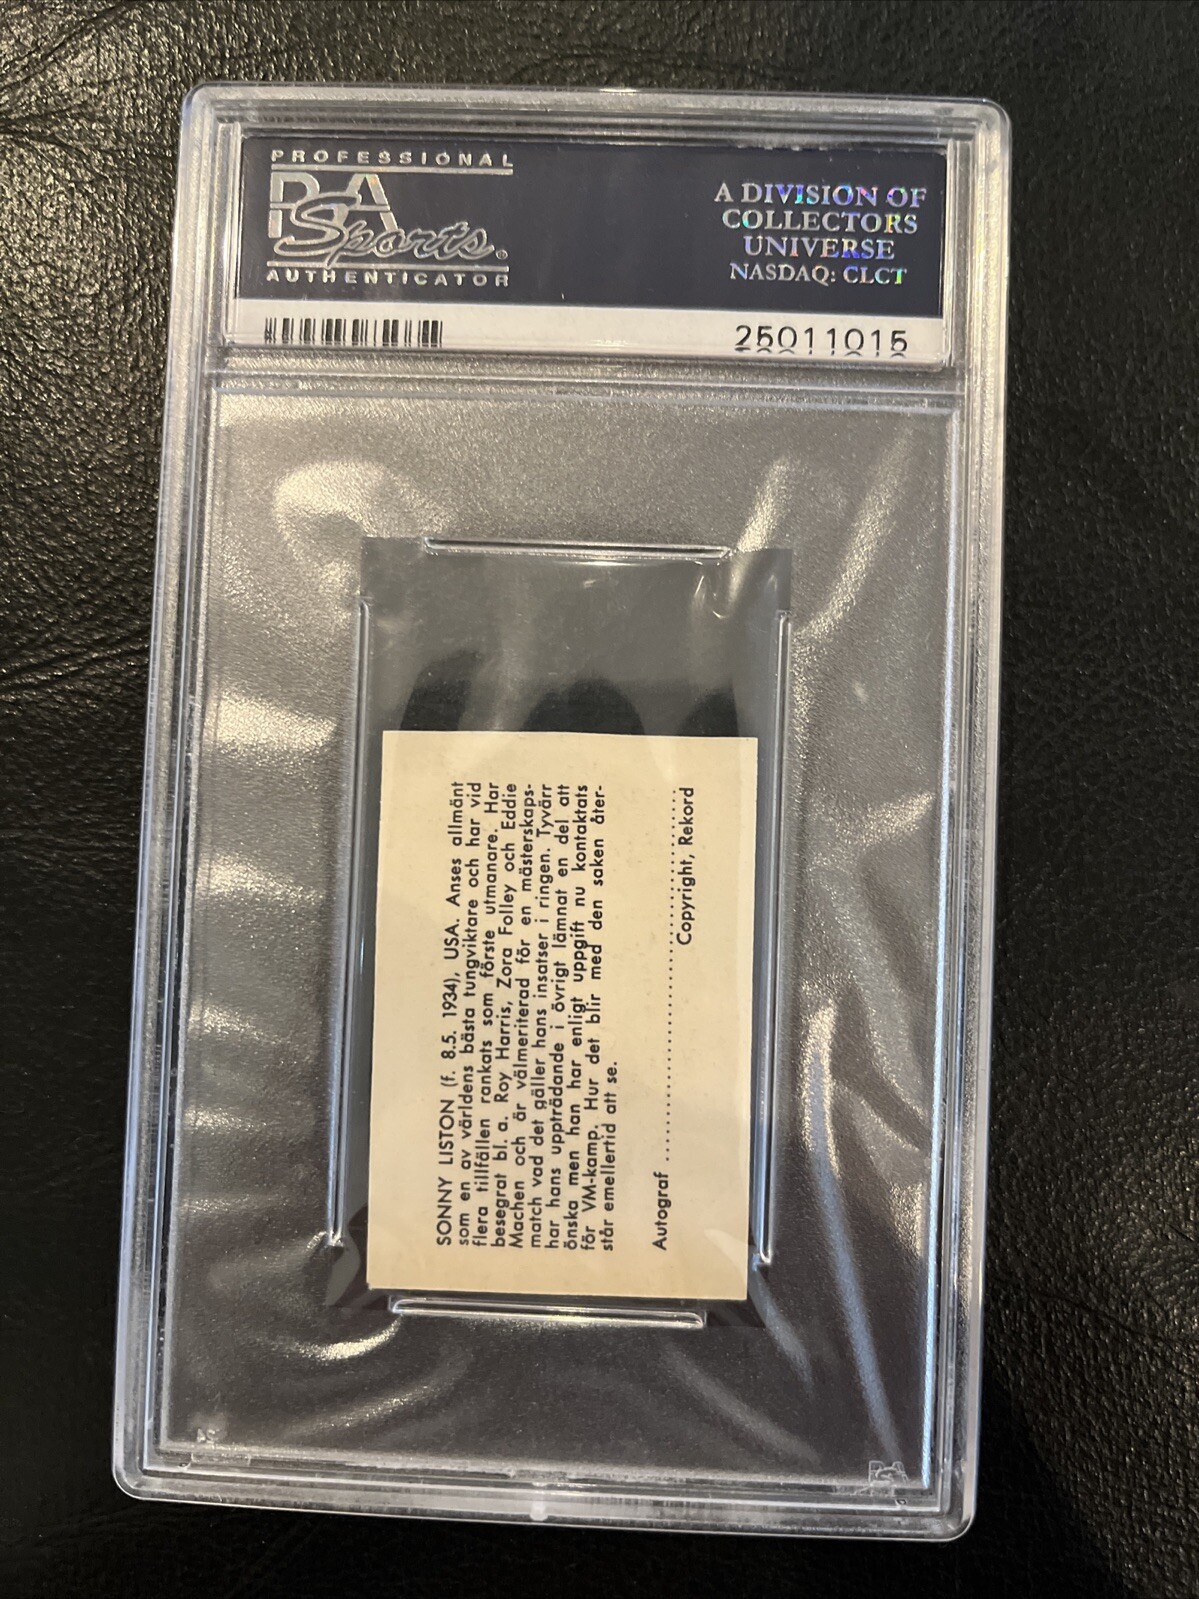 PROFESSIONAL
PSA
Sports®
AUTHENTICATOR
A DIVISION OF
COLLECTORS
UNIVERSE
NASDAQ: CLCT
25011015
SONNY LISTON (f. 8.5. 1934), USA. Anses allmänt
som en av världens bästa tungviktare och har vid
flera tillfällen rankats som förste utmanare. Har
besegrat bl. a. Roy Harris, Zora Folley och Eddie
Machen och är välmeriterad för en mästerskaps-
match vad det gäller hans insatser i ringen. Tyvärr
har hans uppträdande i övrigt lämnat en del att
önska men han har enligt uppgift nu kontaktats
för VM-kamp. Hur det blir med den saken åter-
står emellertid att se.
Autograf ..............................................
Copyright, Rekord
PSA